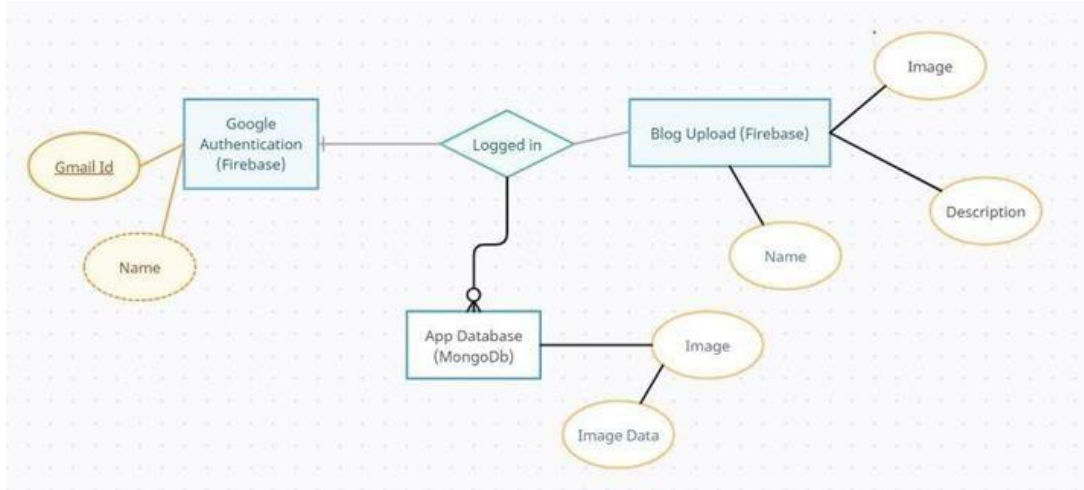 Image
Google
Authentication
(Firebase)
Logged in
Blog Upload (Firebase)
Gmail Id
Description
Name
Name
App Database
(MongoDb)
Image
Image Data